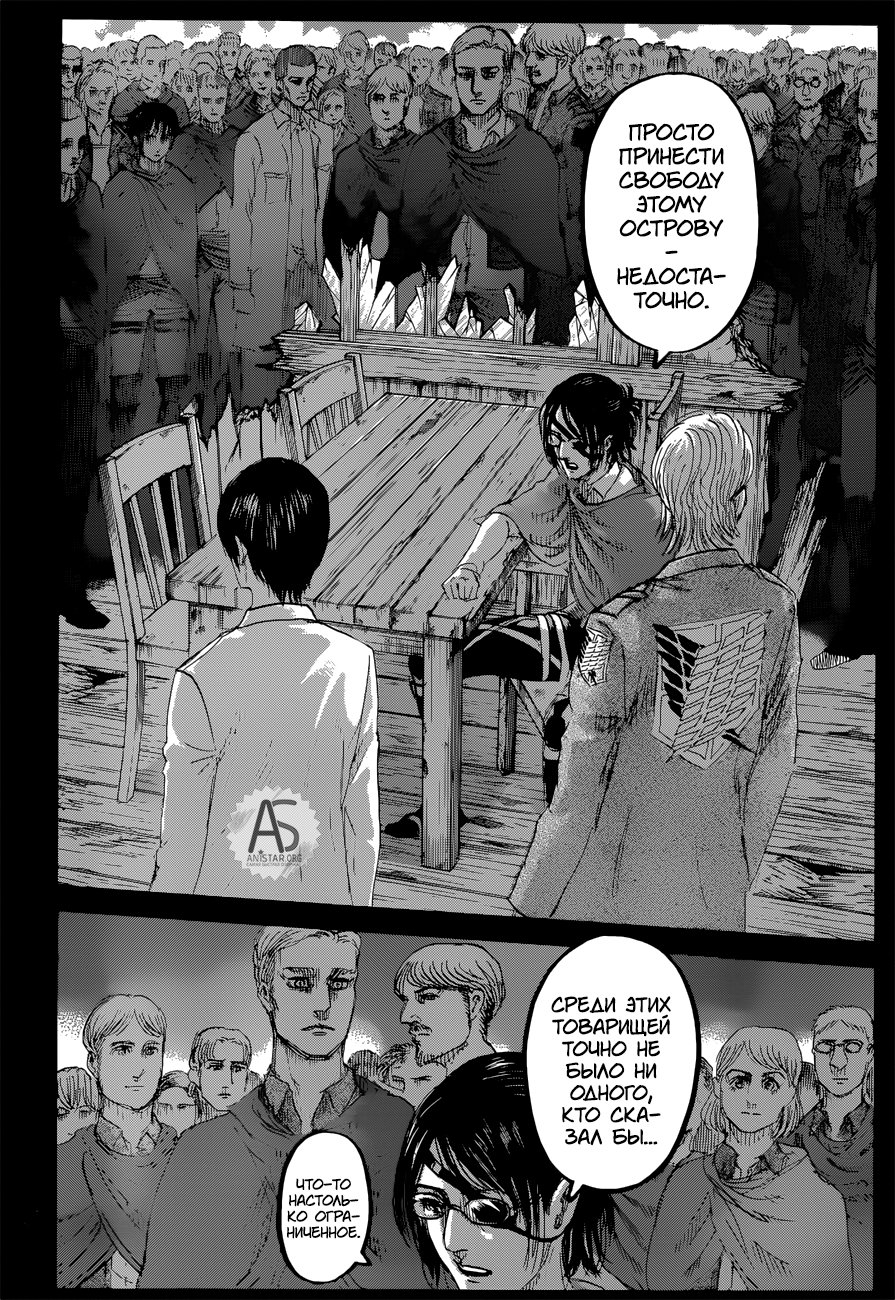 ПРОСТО
ПРИНЕСТИ
СВОБОДУ
ЭТОМУ
ОСТРОВУ
-
НЕДОСТА-
ТОЧНО.
AS
ANISTAR.ORG
СРЕДИ ЭТИХ
ТОВАРИЩЕЙ
ТОЧНО НЕ
БЫЛО НИ
ОДНОГО,
КТО СКА-
ЗАЛ БЫ...
ЧТО-ТО
НАСТОЛЬ-
КО ОГРА-
НИЧЕННОЕ.